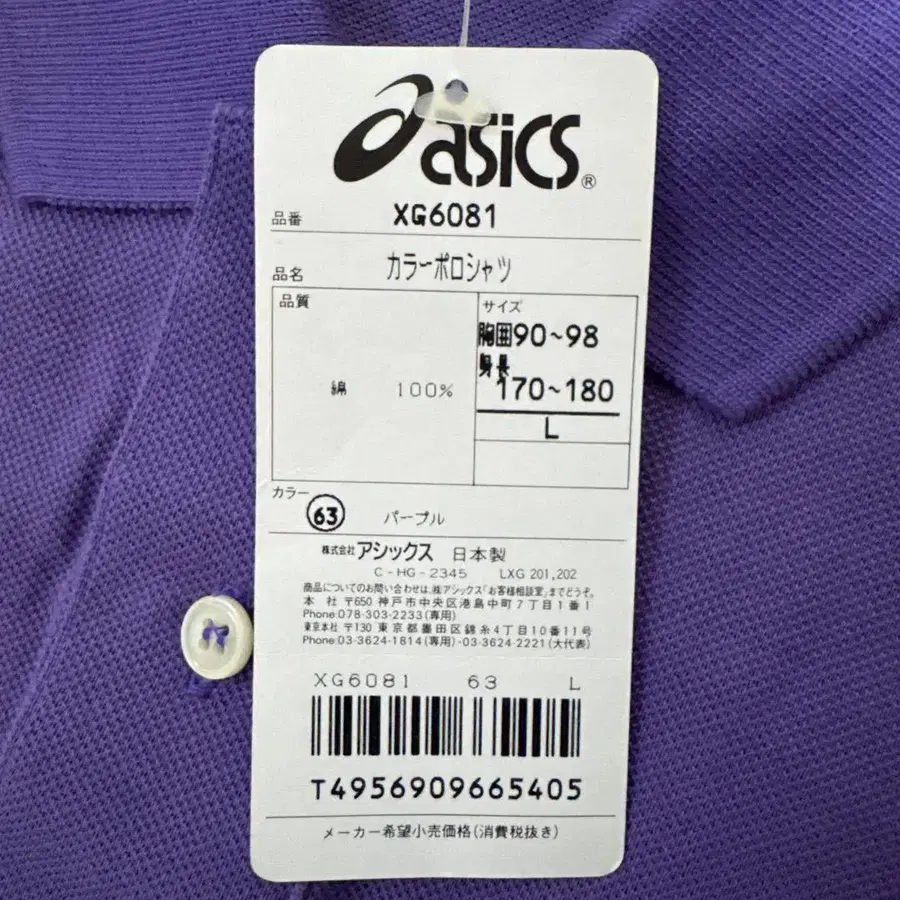 asics®
品番 XG6081
品名 カラーポロシャツ
品質
綿 100%
サイズ
胸囲90~98
身長
170~180
L
カラー
63 パープル
株式会社アシックス 日本製
C-HG-2345 LXG 201,202
商品についてのお問い合わせは、㈱アシックス「お客様相談室」までどうぞ。
本社 〒650 神戸市中央区港島中町7丁目1番1
Phone:078-303-2233(専用)
東京本社 〒130 東京都墨田区錦糸4丁目10番11号
Phone:03-3624-1814(専用)-03-3624-2221(大代表)
XG6081 63 L
T4956909665405
メーカー希望小売価格(消費税抜き)